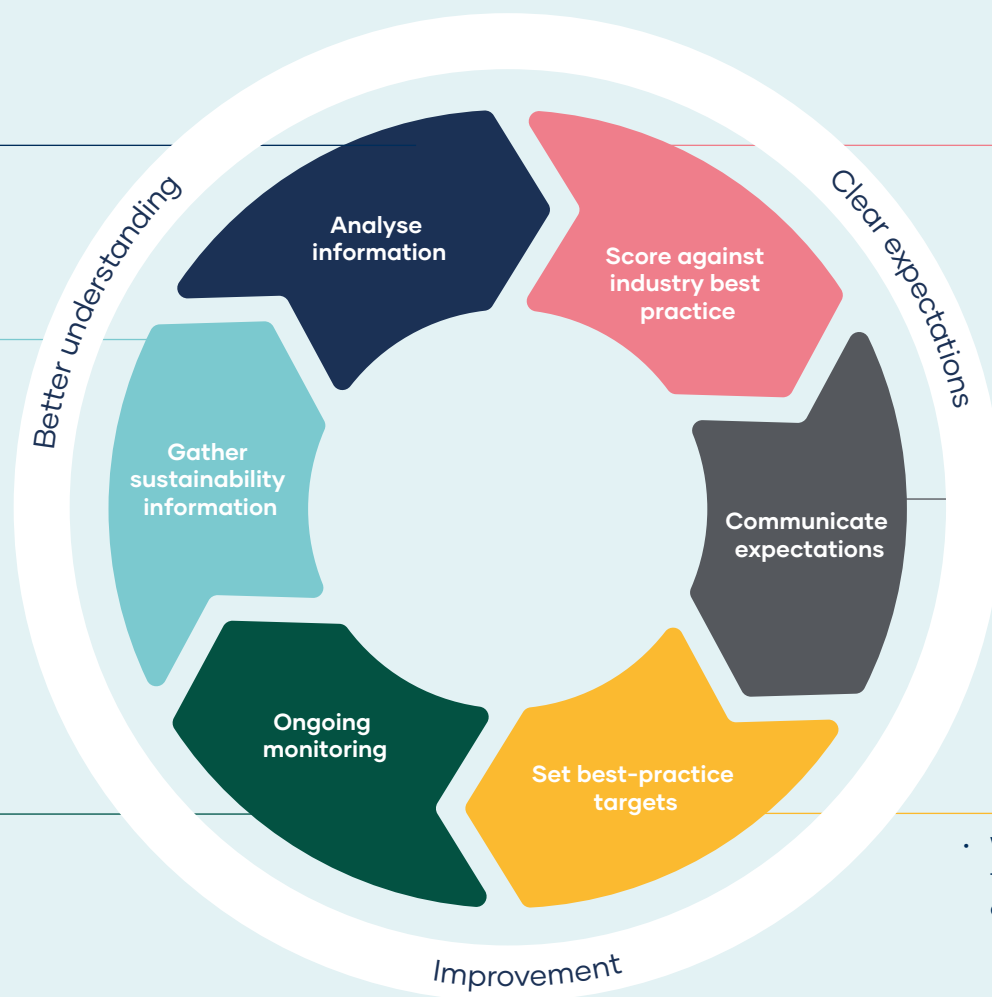 Better understanding
Clear expectations
Analyse
information
Score against
industry best
practice
Gather
sustainability
information
Communicate
expectations
Ongoing
monitoring
Set best-practice
targets
Improvement